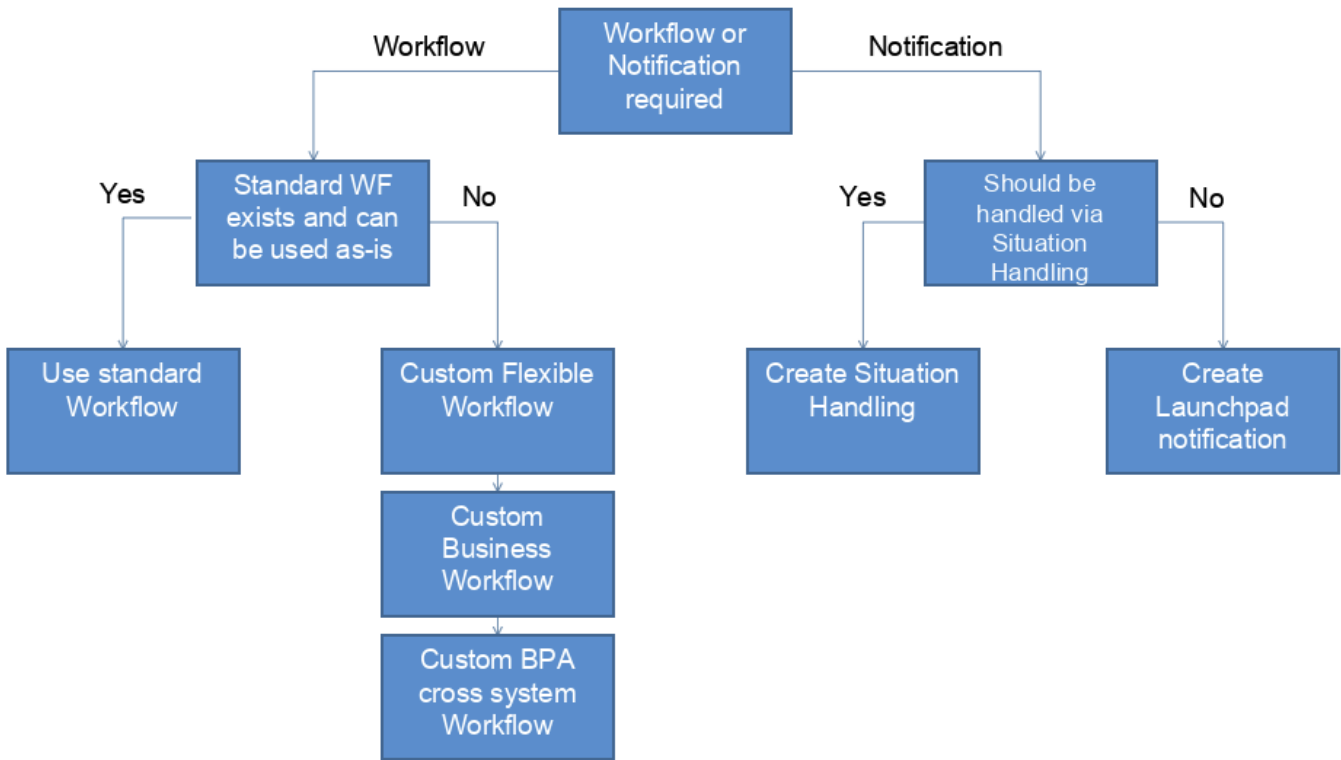 Workflow
Workflow or
Notification
required
Notification
Yes
Standard WF
exists and can
be used as-is
No
Yes
Should be
handled via
Situation
Handling
No
Use standard
Workflow
Custom Flexible
Workflow
Create Situation
Handling
Create
Launchpad
notification
Custom
Business
Workflow
Custom BPA
cross system
Workflow